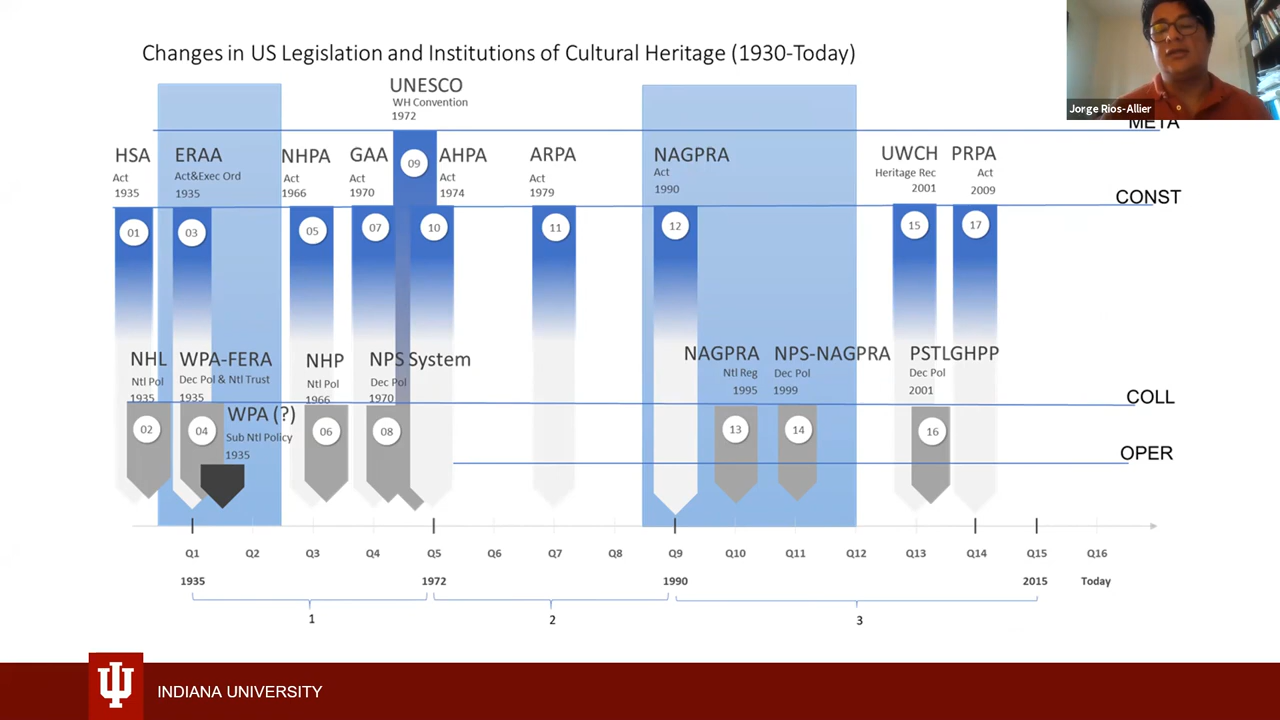 Changes in US Legislation and Institutions of Cultural Heritage (1930-Today)
Jorge Rios-Allier
META
UNESCO
WH Convention
1972
HSA
Act
1935
ERAA
Act&Exec Ord
1935
NHPA
Act
1966
GAA
Act
1970
09
AHPA
Act
1974
ARPA
Act
1979
NAGPRA
Act
1990
UWCH
Heritage Rec
2001
PRPA
Act
2009
CONST
01
03
05
07
10
11
12
15
17
NHL
Ntl Pol
1935
WPA-FERA
Dec Pol & Ntl Trust
1935
NHP
Ntl Pol
1966
NPS System
Dec Pol
1970
NAGPRA
Ntl Reg
1995
NPS-NAGPRA
Dec Pol
1999
PSTLGHPP
Dec Pol
2001
COLL
02
04
WPA (?)
Sub Ntl Policy
1935
06
08
13
14
16
OPER
Q1 Q2 Q3 Q4 Q5 Q6 Q7 Q8 Q9 Q10 Q11 Q12 Q13 Q14 Q15 Q16
1935 1972 1990 2015 Today
1 2 3
INDIANA UNIVERSITY